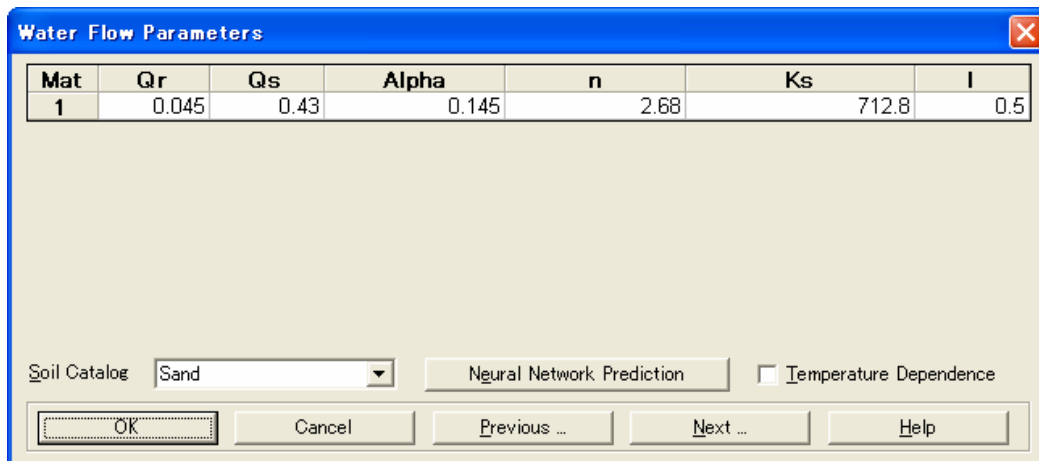 Water Flow Parameters
Mat Qr Qs Alpha n Ks l
1 0.045 0.43 0.145 2.68 712.8 0.5
Soil Catalog Sand Neural Network Prediction Temperature Dependence
OK Cancel Previous ... Next ... Help